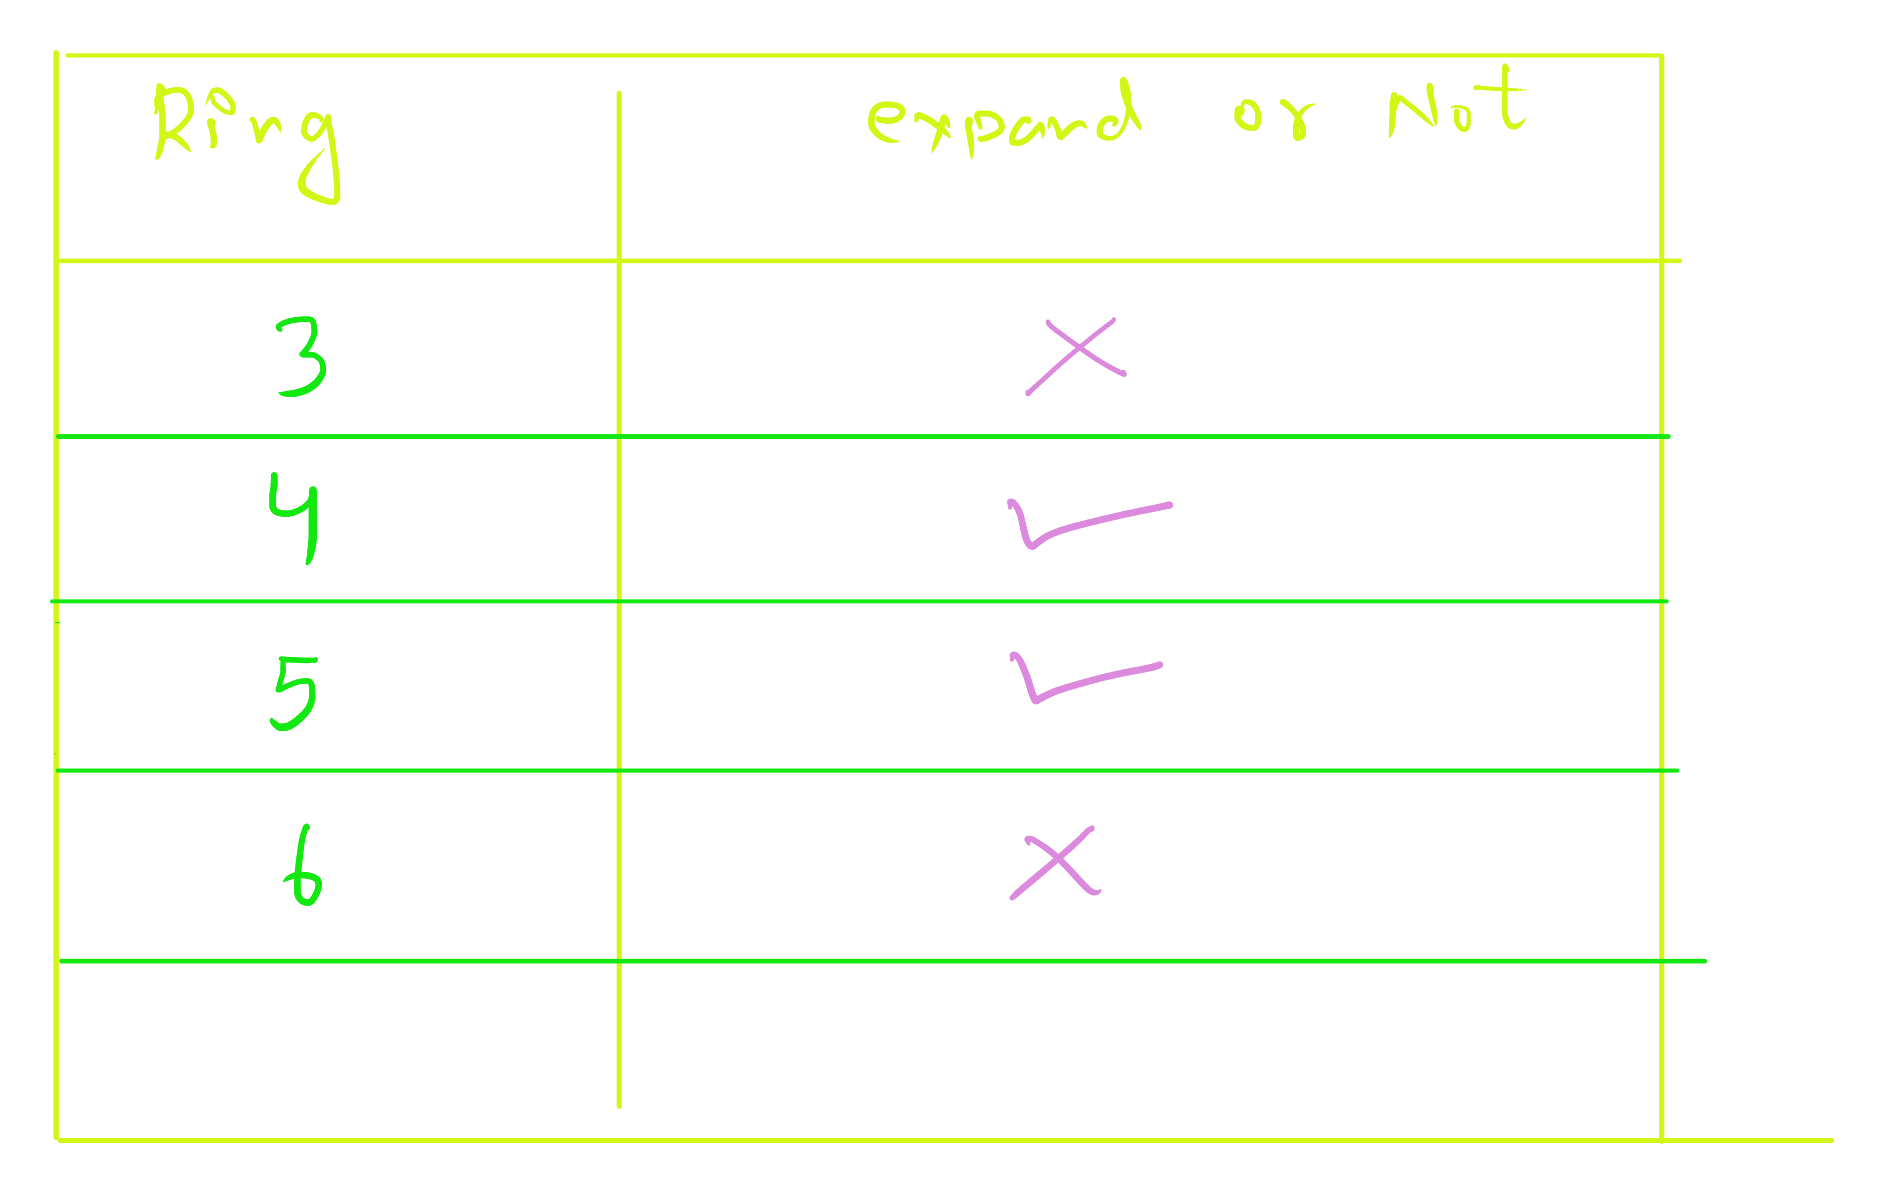 Ring expand or Not
3 ×
4 ✓
5 ✓
6 ×